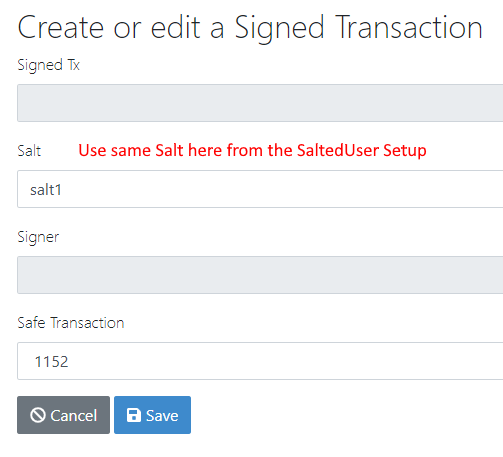 Create or edit a Signed Transaction
Signed Tx
Salt Use same Salt here from the SaltedUser Setup
salt1
Signer
Safe Transaction
1152
Cancel Save